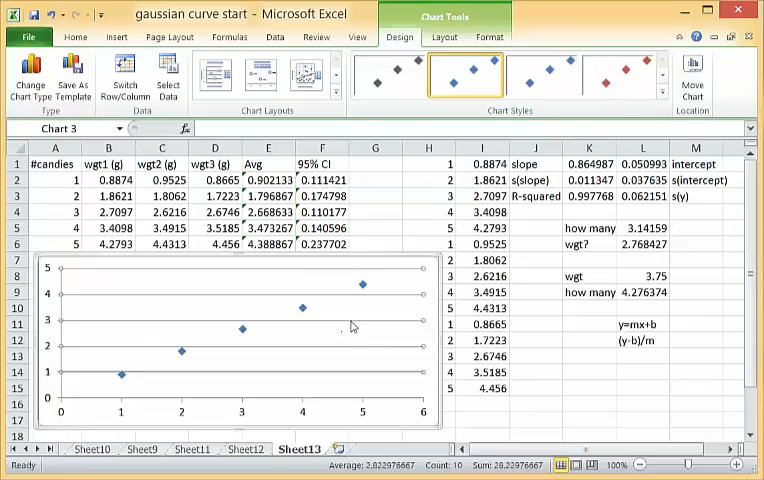 gaussian curve start - Microsoft Excel
Chart Tools
File Home Insert Page Layout Formulas Data Review View Design Layout Format
Change Chart Type
Save As Template
Switch Row/Column
Select Data
Move Chart
Type Data Chart Layouts Chart Styles Location
Chart 3 fx
A B C D E F G H I J K L M
1 #candies wgt1 (g) wgt2 (g) wgt3 (g) Avg 95% CI 1 0.8874 slope 0.864987 0.050993 intercept
2 1 0.8874 0.9525 0.8665 0.902133 0.111421 2 1.8621 s(slope) 0.011347 0.037635 s(intercept)
3 2 1.8621 1.8062 1.7223 1.796867 0.174798 3 2.7097 R-squared 0.997768 0.062151 s(y)
4 3 2.7097 2.6216 2.6746 2.668633 0.110177 4 3.4098
5 4 3.4098 3.4915 3.5185 3.473267 0.140596 5 4.2793 how many 3.14159
6 5 4.2793 4.4313 4.456 4.388867 0.237702 1 0.9525 wgt? 2.768427
7 2 1.8062
8 3 2.6216 wgt 3.75
9 4 3.4915 how many 4.276374
10 5 4.4313
11 1 0.8665 y=mx+b
12 2 1.7223 (y-b)/m
13 3 2.6746
14 4 3.5185
15 5 4.456
16
17
18
5
4
3
2
1
0
0 1 2 3 4 5 6
Sheet10 Sheet9 Sheet11 Sheet12 Sheet13
Ready Average: 2.822976667 Count: 10 Sum: 28.22976667 100%